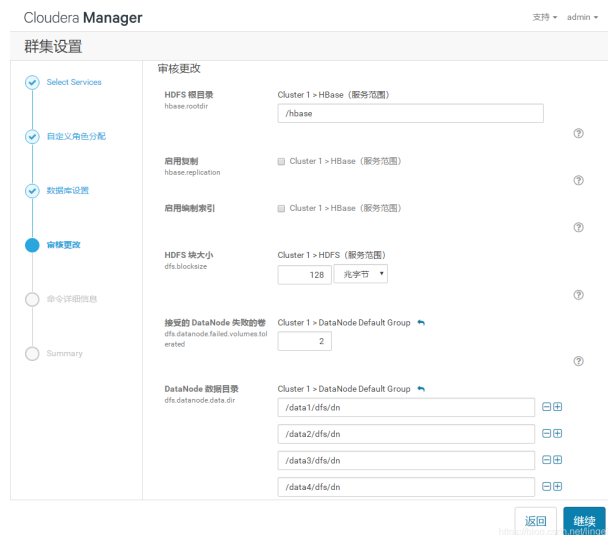 Cloudera Manager
支持 admin
群集设置
Select Services
自定义角色分配
数据库设置
审核更改
命令详细信息
Summary
审核更改
HDFS 根目录
hbase.rootdir
Cluster 1 > HBase（服务范围）
/hbase
启用复制
hbase.replication
Cluster 1 > HBase（服务范围）
启用编制索引
Cluster 1 > HBase（服务范围）
HDFS 块大小
dfs.blocksize
Cluster 1 > HDFS（服务范围）
128 兆字节
接受的 DataNode 失败的卷
dfs.datanode.failed.volumes.tol
erated
Cluster 1 > DataNode Default Group
2
DataNode 数据目录
dfs.datanode.data.dir
Cluster 1 > DataNode Default Group
/data1/dfs/dn
/data2/dfs/dn
/data3/dfs/dn
/data4/dfs/dn
返回 继续